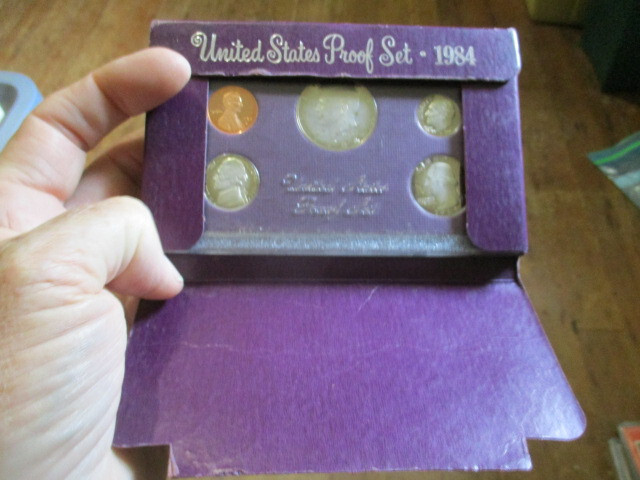 United States Proof Set · 1984
United States
Proof Set